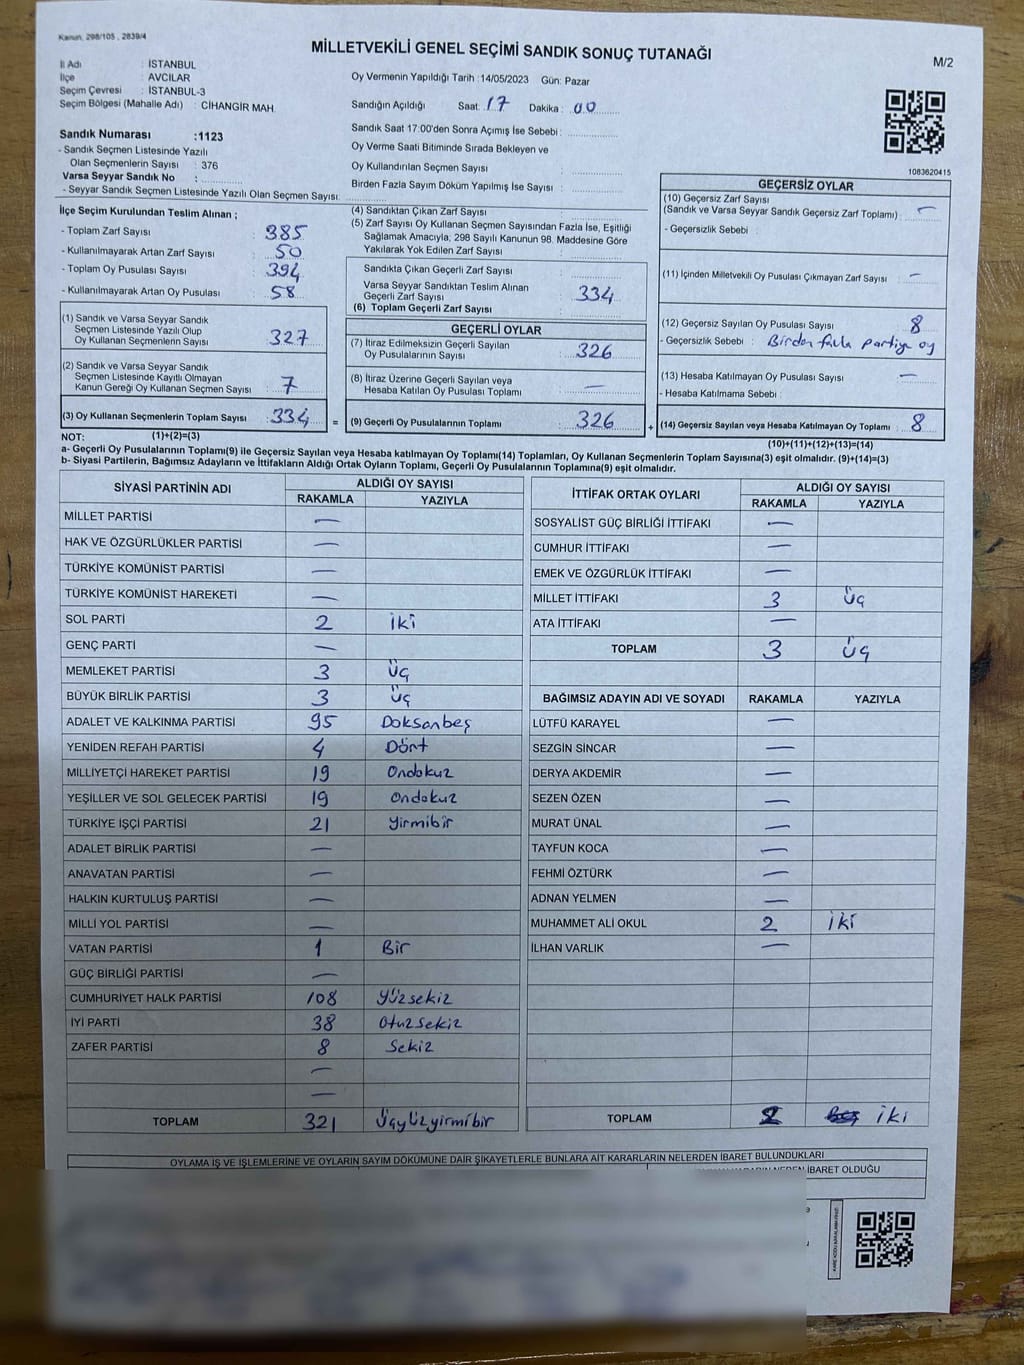 Kanun, 298/105 , 2839/4
MİLLETVEKİLİ GENEL SEÇİMİ SANDIK SONUÇ TUTANAĞI
M/2
İl Adı : İSTANBUL
İlçe : AVCILAR
Seçim Çevresi : İSTANBUL-3
Seçim Bölgesi (Mahalle Adı) : CİHANGİR MAH.
Oy Vermenin Yapıldığı Tarih :14/05/2023 Gün: Pazar
Sandığın Açıldığı Saat: 17 Dakika : 00
Sandık Numarası :1123
- Sandık Seçmen Listesinde Yazılı
Olan Seçmenlerin Sayısı : 376
Varsa Seyyar Sandık No :
- Seyyar Sandık Seçmen Listesinde Yazılı Olan Seçmen Sayısı:
Sandık Saat 17:00'den Sonra Açımış İse Sebebi :
Oy Verme Saati Bitiminde Sırada Bekleyen ve
Oy Kullandırılan Seçmen Sayısı :
Birden Fazla Sayım Döküm Yapılmış İse Sayısı :
1083620415
İlçe Seçim Kurulundan Teslim Alınan ;
- Toplam Zarf Sayısı : 385
- Kullanılmayarak Artan Zarf Sayısı : 50
- Toplam Oy Pusulası Sayısı : 394
- Kullanılmayarak Artan Oy Pusulası : 58
(1) Sandık ve Varsa Seyyar Sandık
Seçmen Listesinde Yazılı Olup
Oy Kullanan Seçmenlerin Sayısı : 327
(2) Sandık ve Varsa Seyyar Sandık
Seçmen Listesinde Kayıtlı Olmayan
Kanun Gereği Oy Kullanan Seçmen Sayısı : 7
(3) Oy Kullanan Seçmenlerin Toplam Sayısı : 334
(4) Sandıktan Çıkan Zarf Sayısı :
(5) Zarf Sayısı Oy Kullanan Seçmen Sayısından Fazla İse, Eşitliği
Sağlamak Amacıyla, 298 Sayılı Kanunun 98. Maddesine Göre
Yakılarak Yok Edilen Zarf Sayısı :
Sandıkta Çıkan Geçerli Zarf Sayısı :
Varsa Seyyar Sandıktan Teslim Alınan
Geçerli Zarf Sayısı : 334
(6) Toplam Geçerli Zarf Sayısı :
GEÇERLİ OYLAR
(7) İtiraz Edilmeksizin Geçerli Sayılan
Oy Pusulalarının Sayısı : 326
(8) İtiraz Üzerine Geçerli Sayılan veya
Hesaba Katılan Oy Pusulası Toplamı : —
= (9) Geçerli Oy Pusulalarının Toplamı : 326
GEÇERSİZ OYLAR
(10) Geçersiz Zarf Sayısı
(Sandık ve Varsa Seyyar Sandık Geçersiz Zarf Toplamı) : —
- Geçersizlik Sebebi :
(11) İçinden Milletvekili Oy Pusulası Çıkmayan Zarf Sayısı : —
(12) Geçersiz Sayılan Oy Pusulası Sayısı : 8
- Geçersizlik Sebebi : Birden fazla partiye oy
(13) Hesaba Katılmayan Oy Pusulası Sayısı : —
- Hesaba Katılmama Sebebi :
+ (14) Geçersiz Sayılan veya Hesaba Katılmayan Oy Toplamı : 8
NOT: (1)+(2)=(3)
(10)+(11)+(12)+(13)=(14)
a- Geçerli Oy Pusulalarının Toplamı(9) ile Geçersiz Sayılan veya Hesaba katılmayan Oy Toplamı(14) Toplamları, Oy Kullanan Seçmenlerin Toplam Sayısına(3) eşit olmalıdır. (9)+(14)=(3)
b- Siyasi Partilerin, Bağımsız Adayların ve İttifakların Aldığı Ortak Oyların Toplamı, Geçerli Oy Pusulalarının Toplamına(9) eşit olmalıdır.
SİYASİ PARTİNİN ADI ALDIĞI OY SAYISI
RAKAMLA YAZIYLA
MİLLET PARTİSİ —
HAK VE ÖZGÜRLÜKLER PARTİSİ —
TÜRKİYE KOMÜNİST PARTİSİ —
TÜRKİYE KOMÜNİST HAREKETİ —
SOL PARTİ 2 iki
GENÇ PARTİ —
MEMLEKET PARTİSİ 3 Üç
BÜYÜK BİRLİK PARTİSİ 3 Üç
ADALET VE KALKINMA PARTİSİ 95 Doksanbeş
YENİDEN REFAH PARTİSİ 4 Dört
MİLLİYETÇİ HAREKET PARTİSİ 19 Ondokuz
YEŞİLLER VE SOL GELECEK PARTİSİ 19 Ondokuz
TÜRKİYE İŞÇİ PARTİSİ 21 Yirmibir
ADALET BİRLİK PARTİSİ —
ANAVATAN PARTİSİ —
HALKIN KURTULUŞ PARTİSİ —
MİLLİ YOL PARTİSİ —
VATAN PARTİSİ 1 Bir
GÜÇ BİRLİĞİ PARTİSİ —
CUMHURİYET HALK PARTİSİ 108 Yüzsekiz
İYİ PARTİ 38 Otuzsekiz
ZAFER PARTİSİ 8 Sekiz
—
—
TOPLAM 321 Üçyüzyirmibir
İTTİFAK ORTAK OYLARI ALDIĞI OY SAYISI
RAKAMLA YAZIYLA
SOSYALİST GÜÇ BİRLİĞİ İTTİFAKI —
CUMHUR İTTİFAKI —
EMEK VE ÖZGÜRLÜK İTTİFAKI —
MİLLET İTTİFAKI 3 Üç
ATA İTTİFAKI —
TOPLAM 3 Üç
BAĞIMSIZ ADAYIN ADI VE SOYADI RAKAMLA YAZIYLA
LÜTFÜ KARAYEL —
SEZGİN SİNCAR —
DERYA AKDEMİR —
SEZEN ÖZEN —
MURAT ÜNAL —
TAYFUN KOCA —
FEHMİ ÖZTÜRK —
ADNAN YELMEN —
MUHAMMET ALİ OKUL 2 iki
İLHAN VARLIK —
TOPLAM 2 iki
OYLAMA İŞ VE İŞLEMLERİNE VE OYLARIN SAYIM DÖKÜMÜNE DAİR ŞİKAYETLERLE BUNLARA AİT KARARLARIN NELERDEN İBARET BULUNDUKLARI
İBARET OLDUĞU